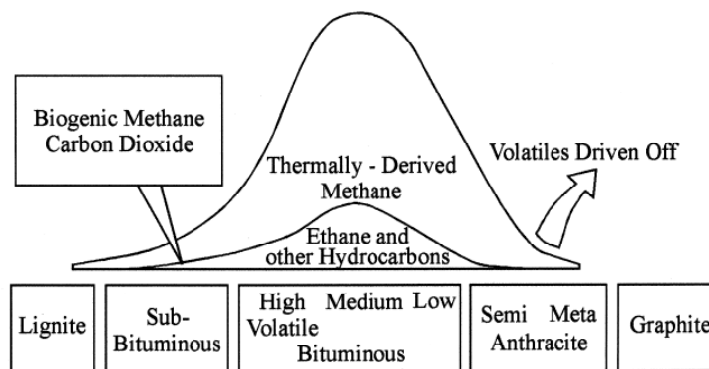 Biogenic Methane
Carbon Dioxide
Volatiles Driven Off
Thermally - Derived
Methane
Ethane and
other Hydrocarbons
Lignite
Sub-
Bituminous
High Medium Low
Volatile
Bituminous
Semi Meta
Anthracite
Graphite